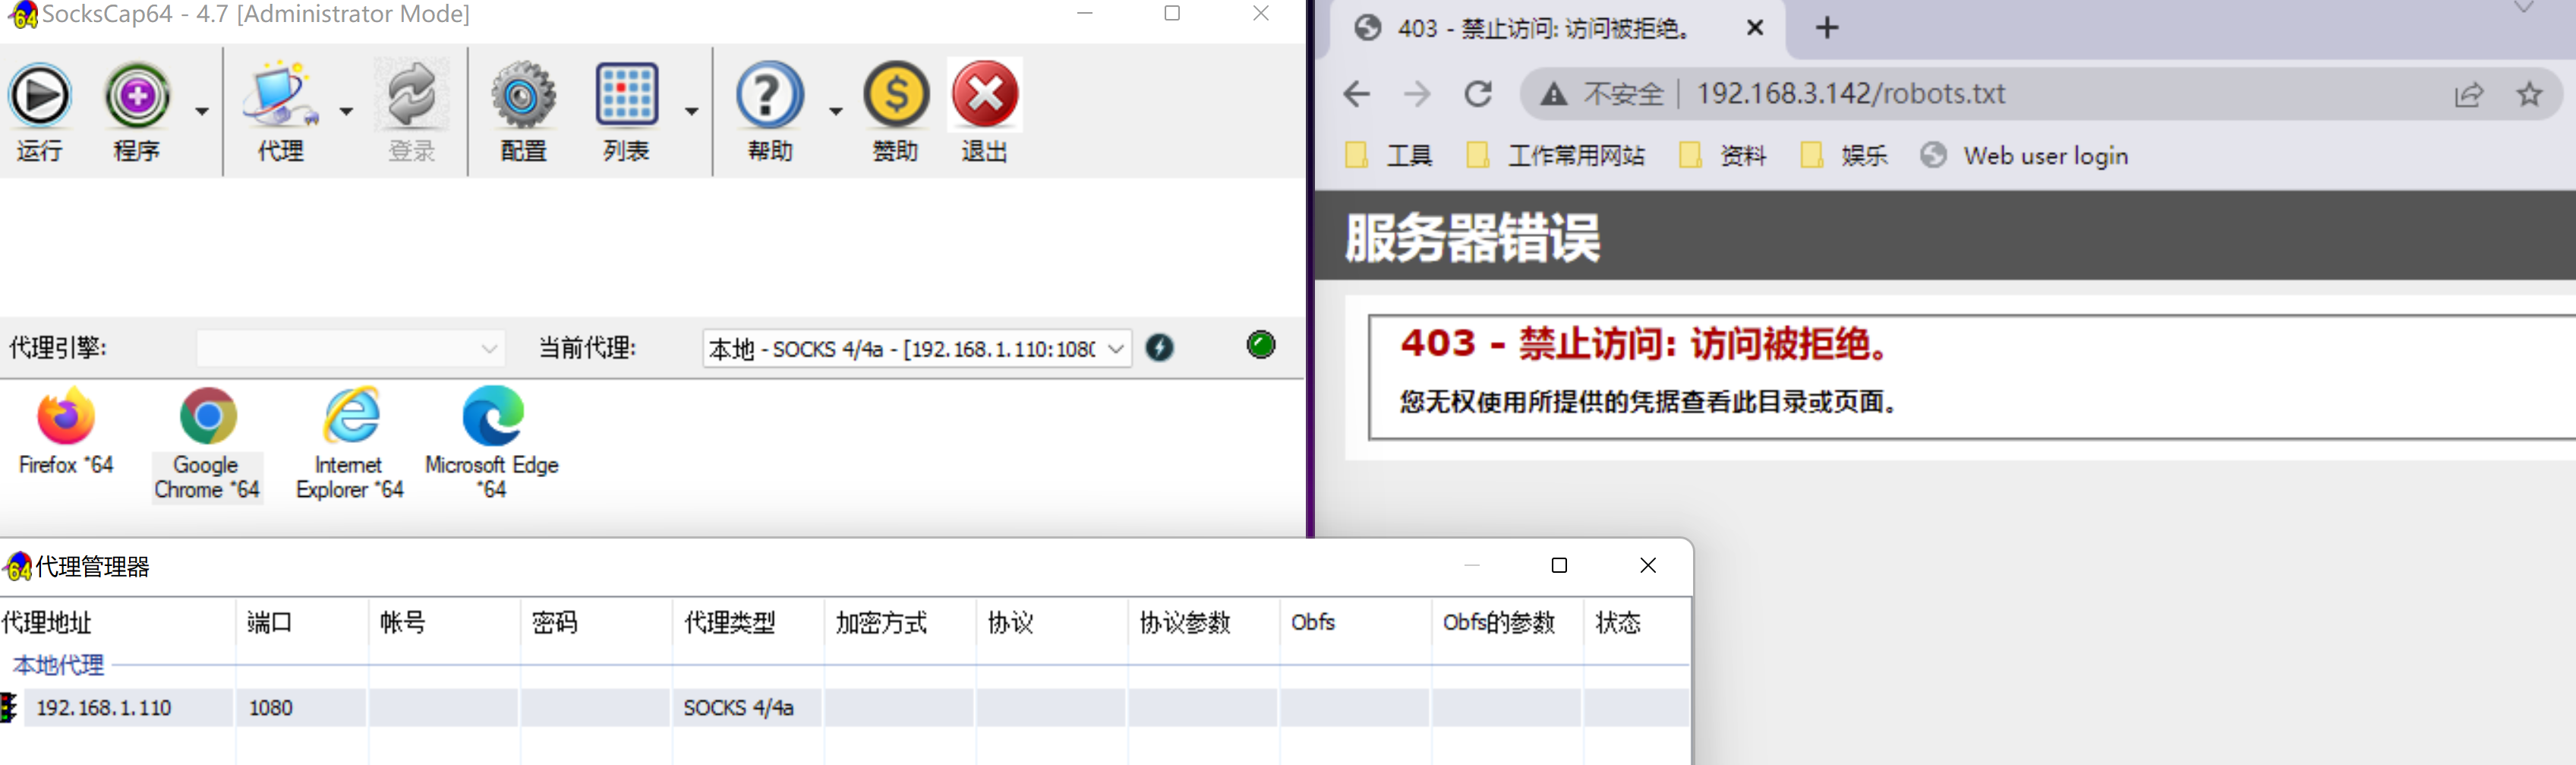 SocksCap64 - 4.7 [Administrator Mode]
运行 程序 代理 登录 配置 列表 帮助 赞助 退出
代理引擎: 当前代理: 本地 - SOCKS 4/4a - [192.168.1.110:1080
Firefox *64
Google Chrome *64
Internet Explorer *64
Microsoft Edge *64
403 - 禁止访问: 访问被拒绝。
不安全 192.168.3.142/robots.txt
工具 工作常用网站 资料 娱乐 Web user login
服务器错误
403 - 禁止访问: 访问被拒绝。
您无权使用所提供的凭据查看此目录或页面。
代理管理器
代理地址 端口 帐号 密码 代理类型 加密方式 协议 协议参数 Obfs Obfs的参数 状态
本地代理
192.168.1.110 1080 SOCKS 4/4a